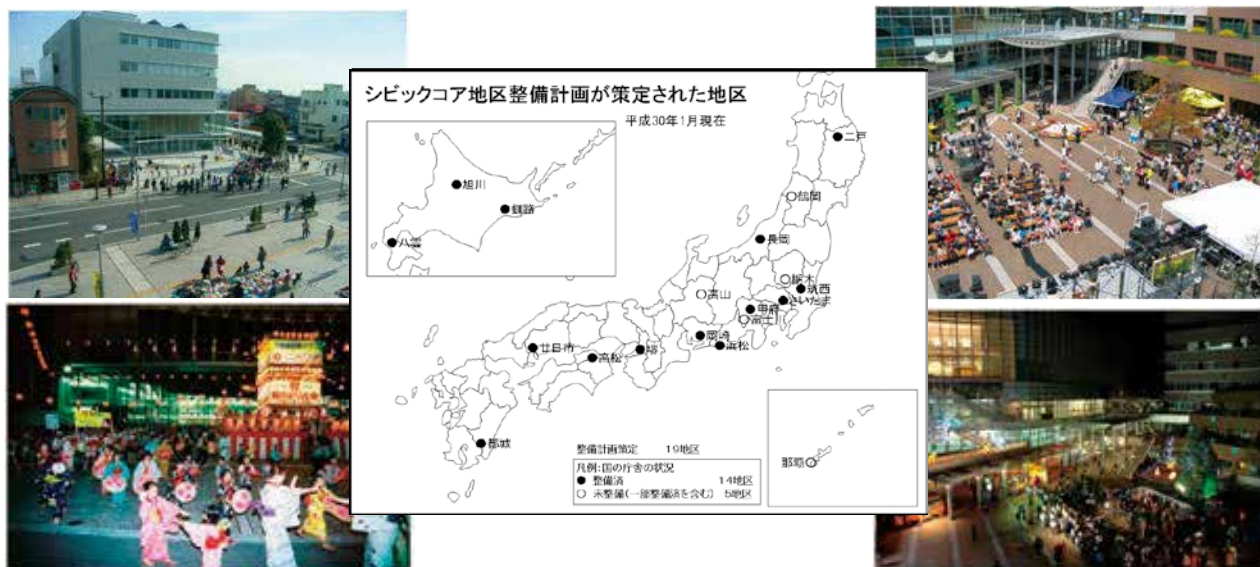 シビックコア地区整備計画が策定された地区
平成30年1月現在
二戸
旭川
鶴岡
釧路
八雲
長岡
栃木
高山
筑西
さいたま
甲府
富士川
岡崎
浜松
廿日市
堺
高松
都城
整備計画策定 19地区
凡例:国の庁舎の状況
● 整備済 14地区
○ 未整備(一部整備済を含む) 5地区
那覇